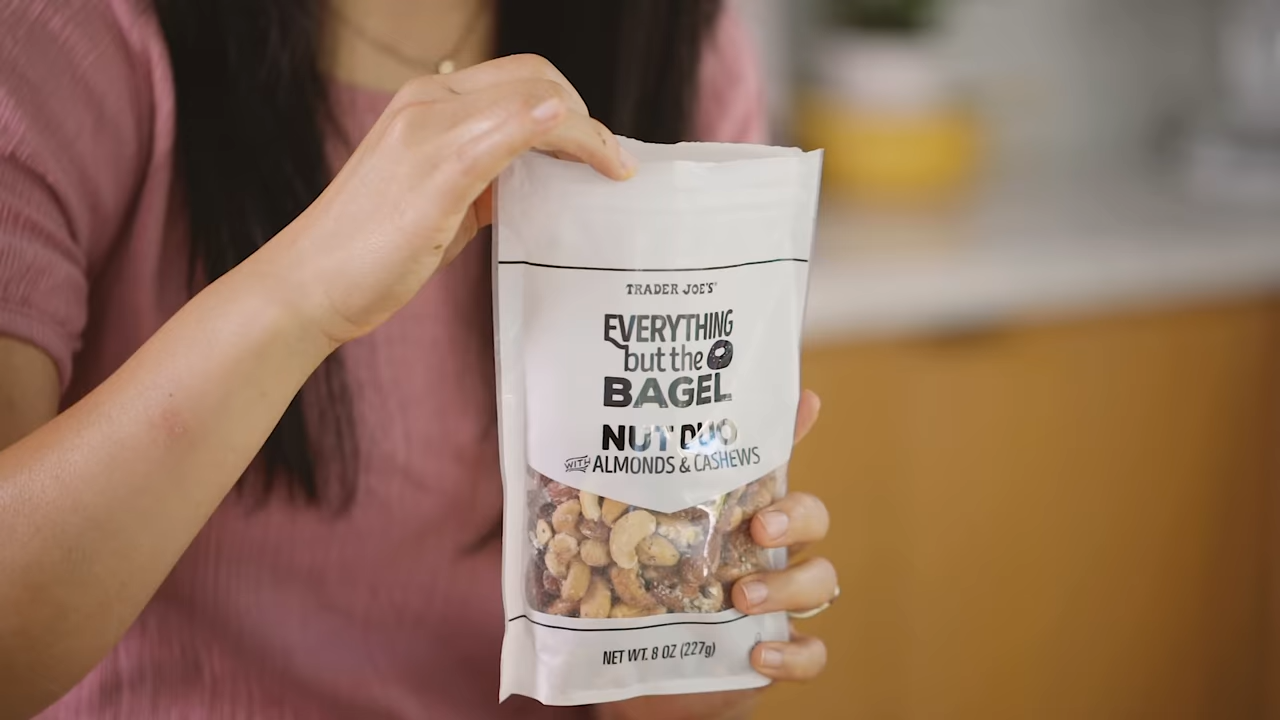 TRADER JOE'S
EVERYTHING
but the
BAGEL
NUT DUO
WITH ALMONDS & CASHEWS
NET WT. 8 OZ (227g)